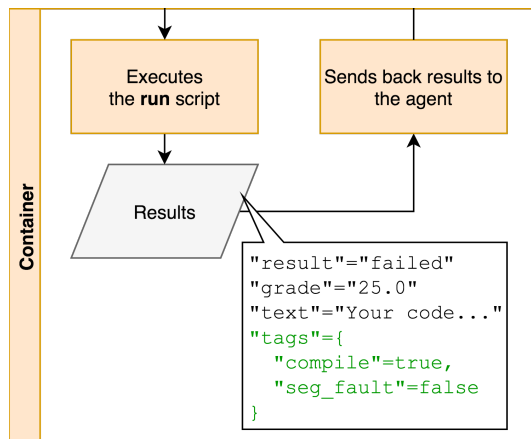 Container
Executes
the run script
Sends back results to
the agent
Results
"result"="failed"
"grade"="25.0"
"text"="Your code..."
"tags"={
"compile"=true,
"seg_fault"=false
}